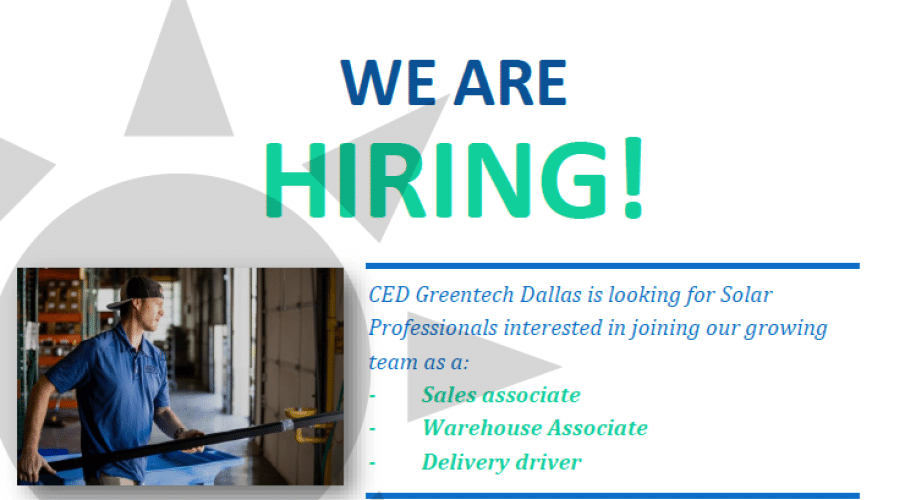 WE ARE
HIRING!
CED Greentech Dallas is looking for Solar
Professionals interested in joining our growing
team as a:
- Sales associate
- Warehouse Associate
- Delivery driver